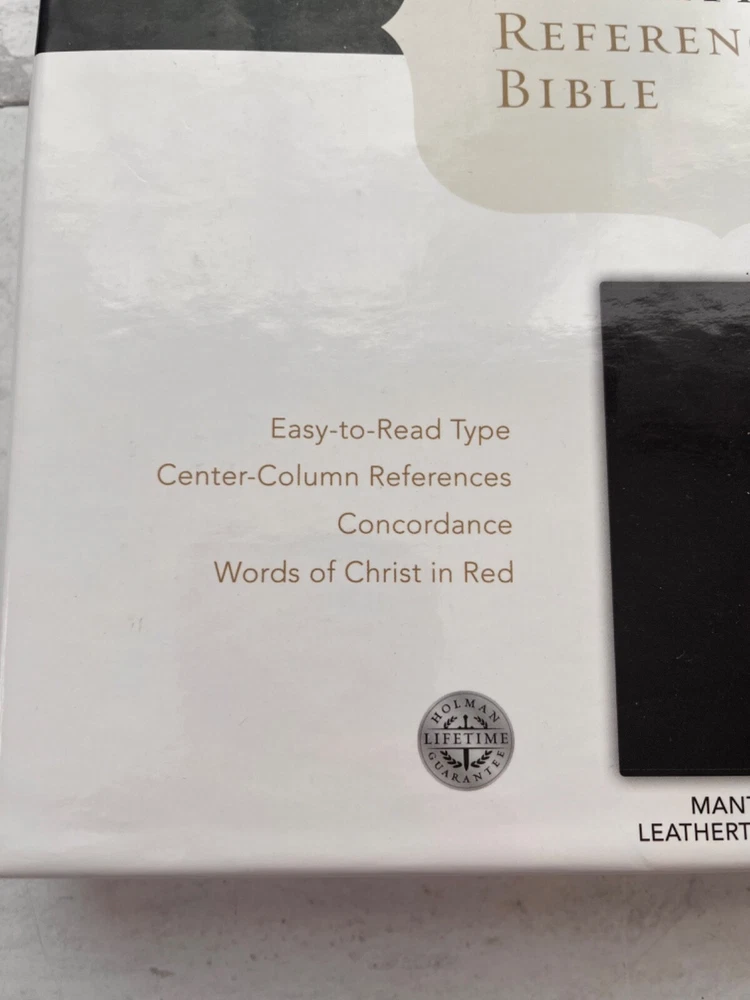 REFEREN
BIBLE
Easy-to-Read Type
Center-Column References
Concordance
Words of Christ in Red
HOLMAN
LIFETIME
GUARANTEE
MANT
LEATHERT